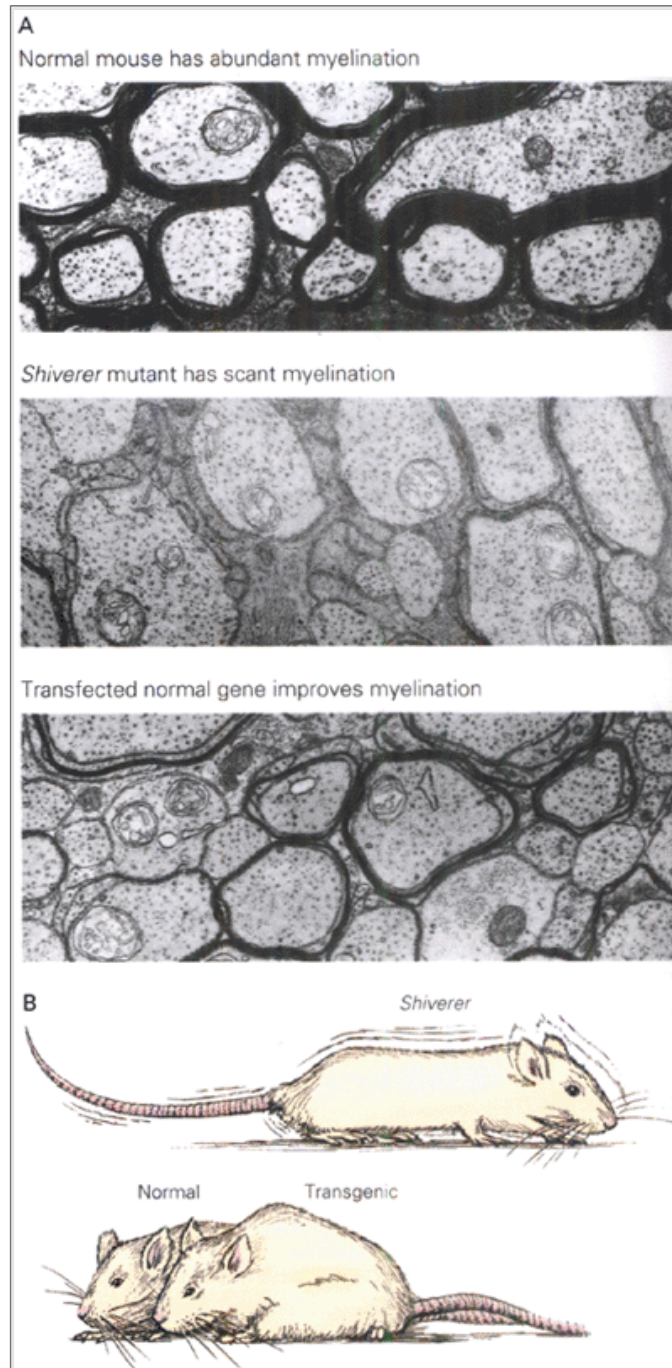 A
Normal mouse has abundant myelination
Shiverer mutant has scant myelination
Transfected normal gene improves myelination
B
Shiverer
Normal Transgenic